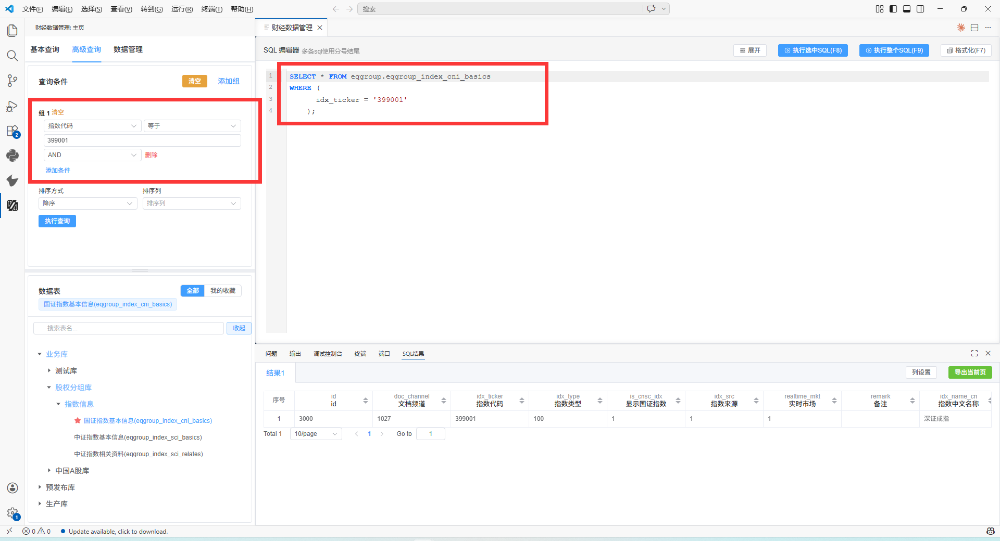 文件(F) 编辑(E) 选择(S) 查看(V) 转到(G) 运行(R) 终端(T) 帮助(H)
搜索
财经数据管理: 主页
基本查询 高级查询 数据管理
查询条件 清空 添加组
组 1 清空
指数代码 等于
399001
AND 删除
添加条件
排序方式 排序列
降序 排序列
执行查询
数据表 全部 我的收藏
国证指数基本信息(eqgroup_index_cni_basics)
搜索表名... 收起
业务库
测试库
股权分组库
指数信息
国证指数基本信息(eqgroup_index_cni_basics)
中证指数基本信息(eqgroup_index_sci_basics)
中证指数相关资料(eqgroup_index_sci_relates)
中国A股库
预发布库
生产库
2
1
财经数据管理
SQL 编辑器 多条sql使用分号结尾 展开 执行选中SQL(F8) 执行整个SQL(F9) 格式化(F7)
1 SELECT * FROM eqgroup.eqgroup_index_cni_basics
2 WHERE (
3 idx_ticker = '399001'
4 );
问题 输出 调试控制台 终端 端口 SQL结果
结果1 列设置 导出当前页
序号 id doc_channel idx_ticker idx_type is_cnsc_idx idx_src realtime_mkt remark idx_name_cn
id 文档频道 指数代码 指数类型 显示国证指数 指数来源 实时市场 备注 指数中文名称
1 3000 1027 399001 100 1 1 1 深证成指
Total 1 10/page 1 Go to 1
0 0 Update available, click to download.